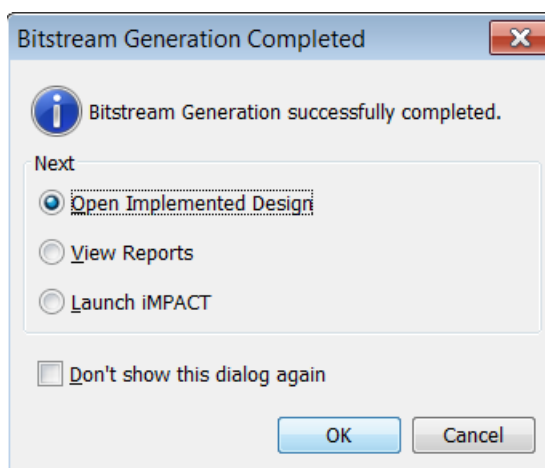 Bitstream Generation Completed
Bitstream Generation successfully completed.
Next
Open Implemented Design
View Reports
Launch iMPACT
Don't show this dialog again
OK Cancel